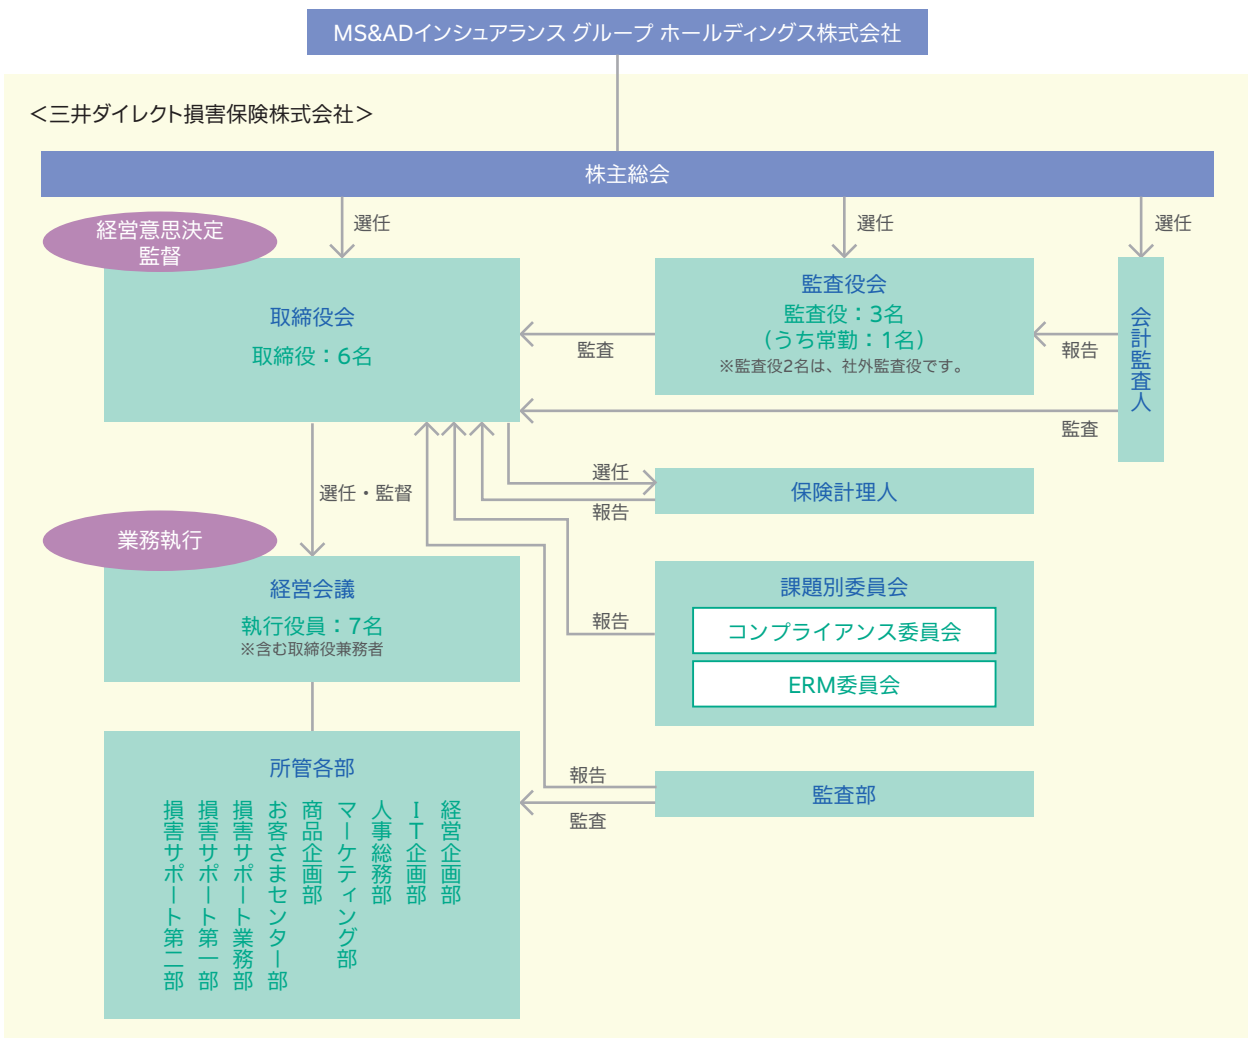 MS&ADインシュアランス グループ ホールディングス株式会社
＜三井ダイレクト損害保険株式会社＞
株主総会
選任
選任
選任
経営意思決定
監督
取締役会
取締役：6名
監査
監査役会
監査役：3名
（うち常勤：1名）
※監査役2名は、社外監査役です。
報告
会計監査人
監査
選任・監督
選任
報告
保険計理人
業務執行
経営会議
執行役員：7名
※含む取締役兼務者
報告
課題別委員会
コンプライアンス委員会
ERM委員会
所管各部
経営企画部
ＩＴ企画部
人事総務部
マーケティング部
商品企画部
お客さまセンター部
損害サポート業務部
損害サポート第一部
損害サポート第二部
報告
監査
監査部